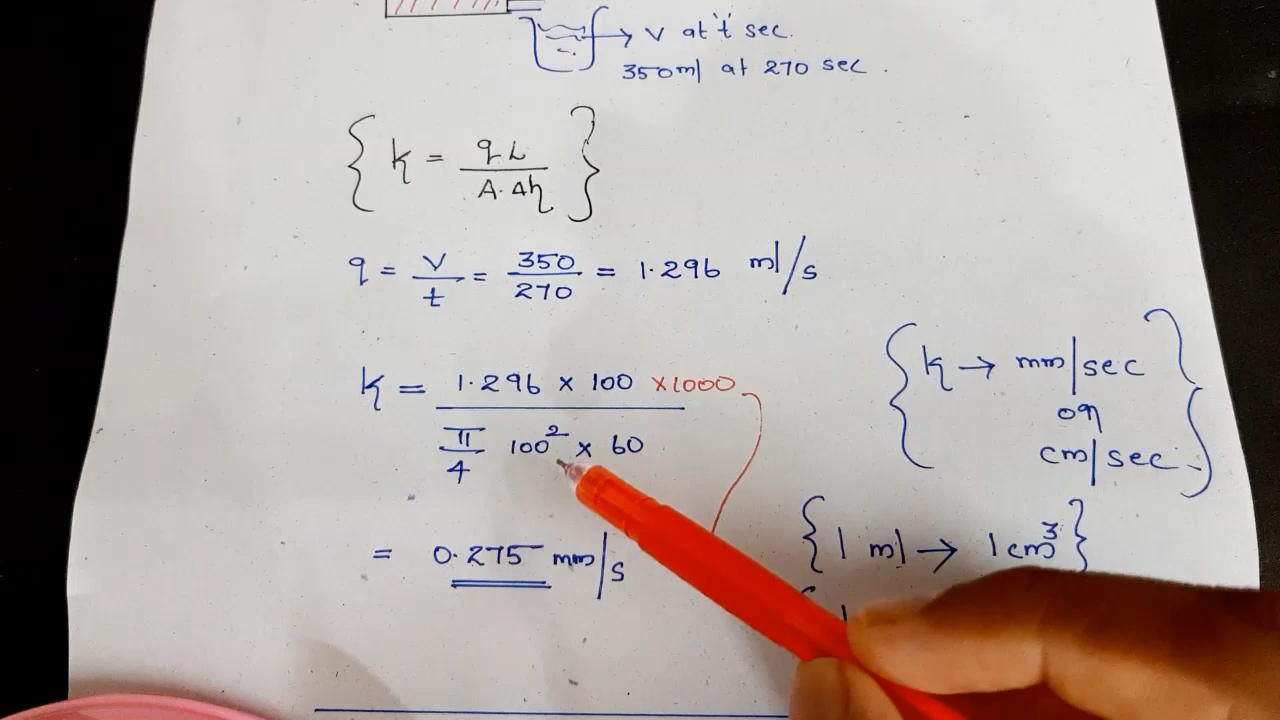 V at 't' sec.
350ml at 270 sec.
{ k = qL / A.Δh }
q = V/t = 350/270 = 1.296 ml/s
k = 1.296 x 100 x1000 / π/4 100² x 60
= 0.275 mm/s
{ k → mm/sec
or
cm/sec. }
{ 1 ml → 1 cm³ }